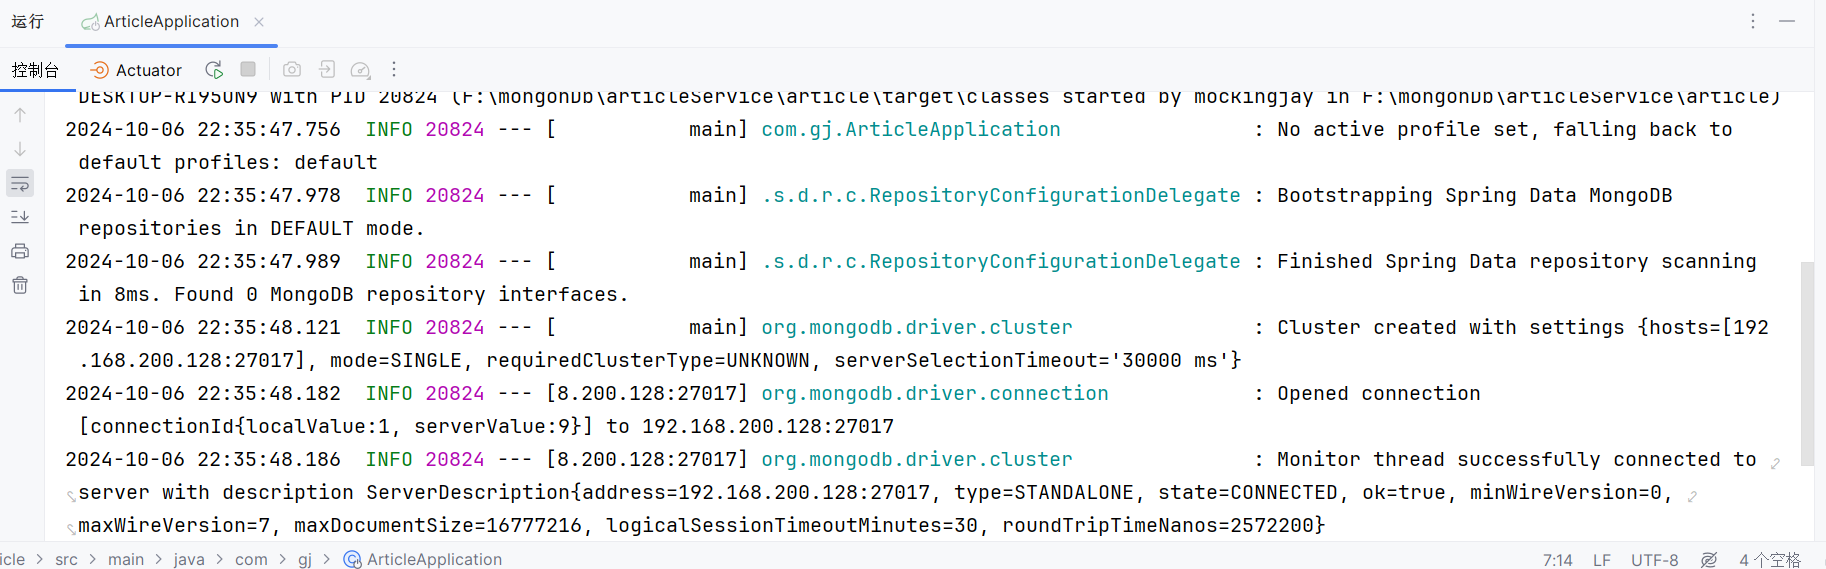 运行 ArticleApplication
控制台 Actuator
DESKTOP-RI95UN9 with PID 20824 (F:\mongoDb\articleService\article\target\classes started by mockingjay in F:\mongoDb\articleService\article)
2024-10-06 22:35:47.756  INFO 20824 --- [           main] com.gj.ArticleApplication                : No active profile set, falling back to
default profiles: default
2024-10-06 22:35:47.978  INFO 20824 --- [           main] .s.d.r.c.RepositoryConfigurationDelegate : Bootstrapping Spring Data MongoDB
repositories in DEFAULT mode.
2024-10-06 22:35:47.989  INFO 20824 --- [           main] .s.d.r.c.RepositoryConfigurationDelegate : Finished Spring Data repository scanning
in 8ms. Found 0 MongoDB repository interfaces.
2024-10-06 22:35:48.121  INFO 20824 --- [           main] org.mongodb.driver.cluster               : Cluster created with settings {hosts=[192
.168.200.128:27017], mode=SINGLE, requiredClusterType=UNKNOWN, serverSelectionTimeout='30000 ms'}
2024-10-06 22:35:48.182  INFO 20824 --- [8.200.128:27017] org.mongodb.driver.connection            : Opened connection
[connectionId{localValue:1, serverValue:9}] to 192.168.200.128:27017
2024-10-06 22:35:48.186  INFO 20824 --- [8.200.128:27017] org.mongodb.driver.cluster               : Monitor thread successfully connected to
server with description ServerDescription{address=192.168.200.128:27017, type=STANDALONE, state=CONNECTED, ok=true, minWireVersion=0,
maxWireVersion=7, maxDocumentSize=16777216, logicalSessionTimeoutMinutes=30, roundTripTimeNanos=2572200}
icle > src > main > java > com > gj > ArticleApplication 7:14 LF UTF-8 4 个空格